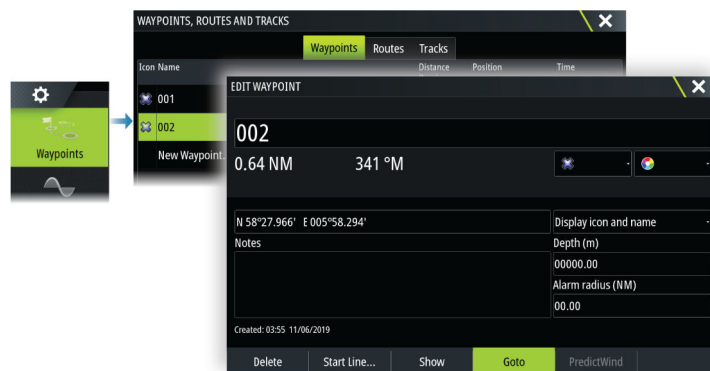 WAYPOINTS, ROUTES AND TRACKS
Waypoints Routes Tracks
Icon Name Distance Position Time
001
002
New Waypoint...
Waypoints
EDIT WAYPOINT
002
0.64 NM 341 °M
N 58°27.966' E 005°58.294'
Display icon and name
Notes
Depth (m)
00000.00
Alarm radius (NM)
00.00
Created: 03:55 11/06/2019
Delete Start Line... Show Goto PredictWind